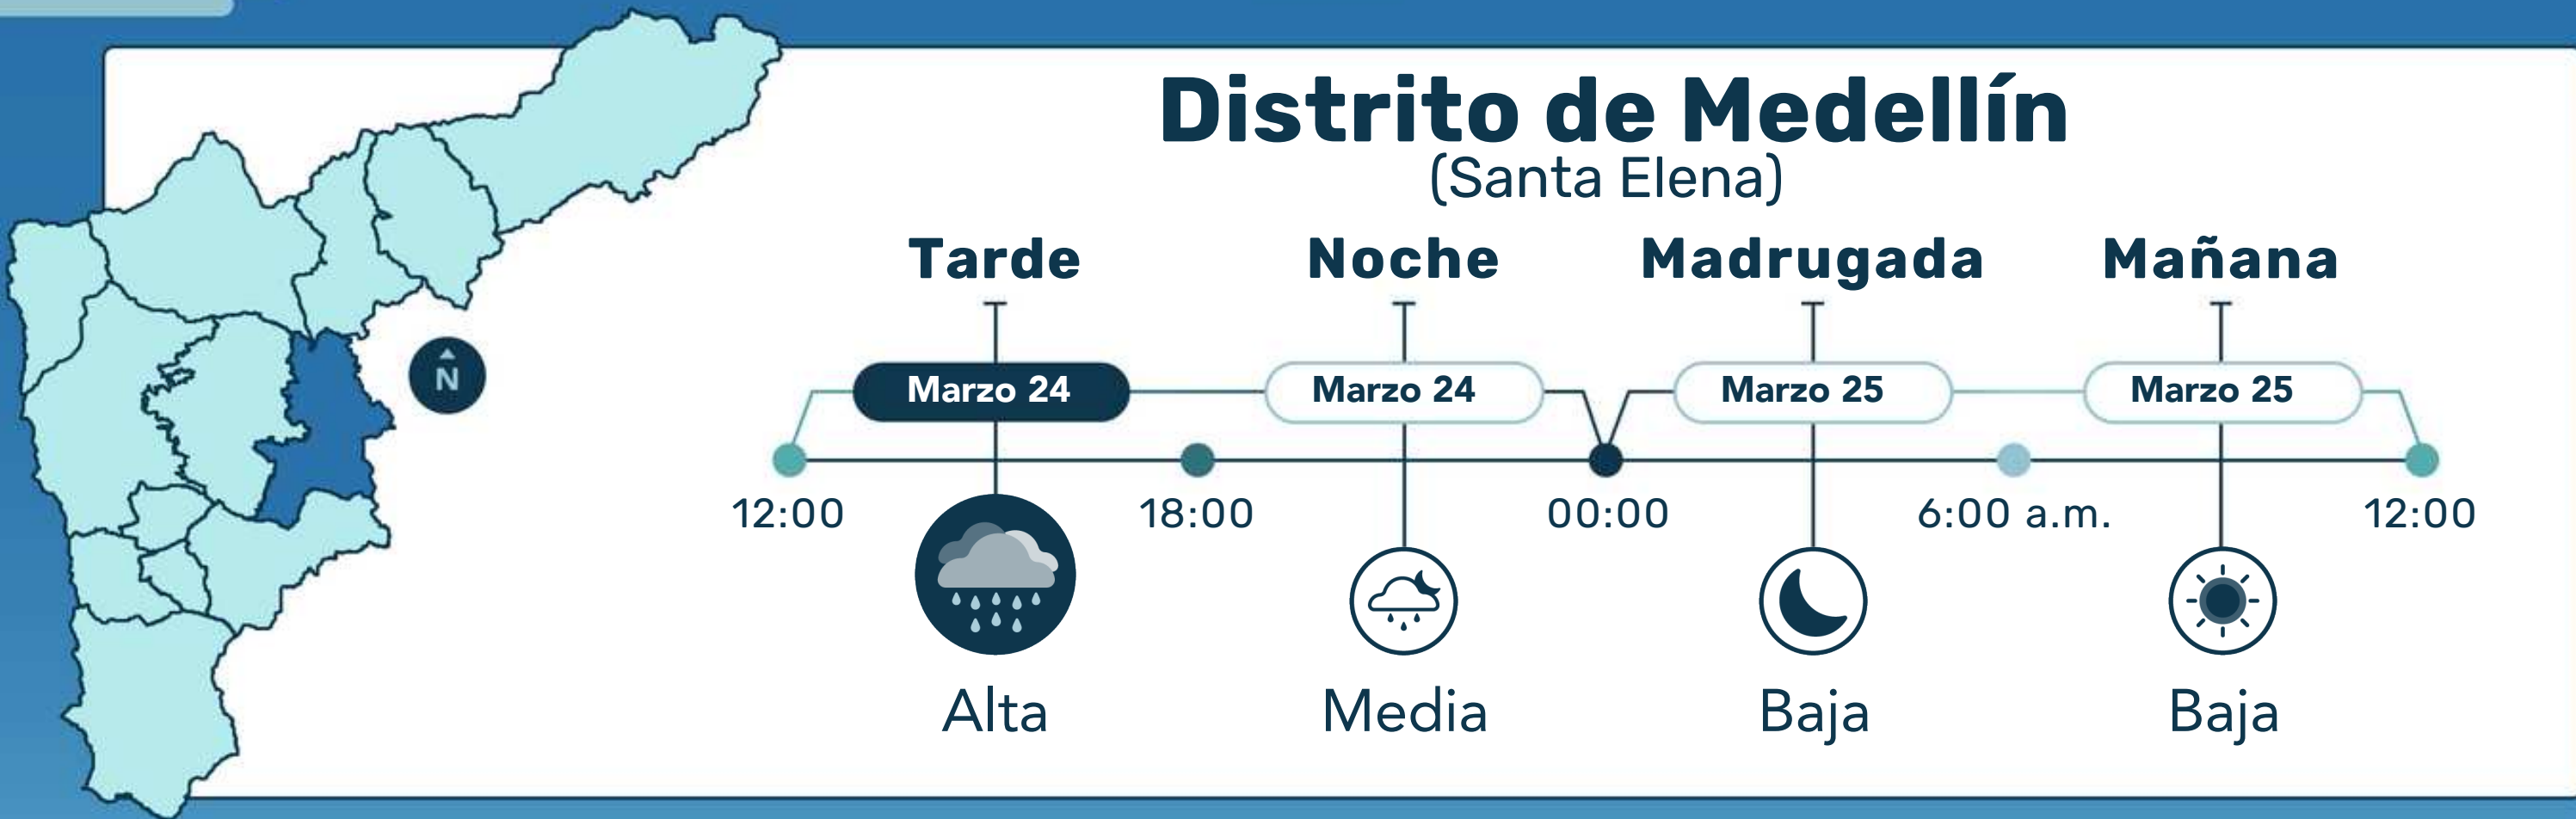 Distrito de Medellín
(Santa Elena)
Tarde Noche Madrugada Mañana
N
Marzo 24 Marzo 24 Marzo 25 Marzo 25
12:00 18:00 00:00 6:00 a.m. 12:00
Alta Media Baja Baja